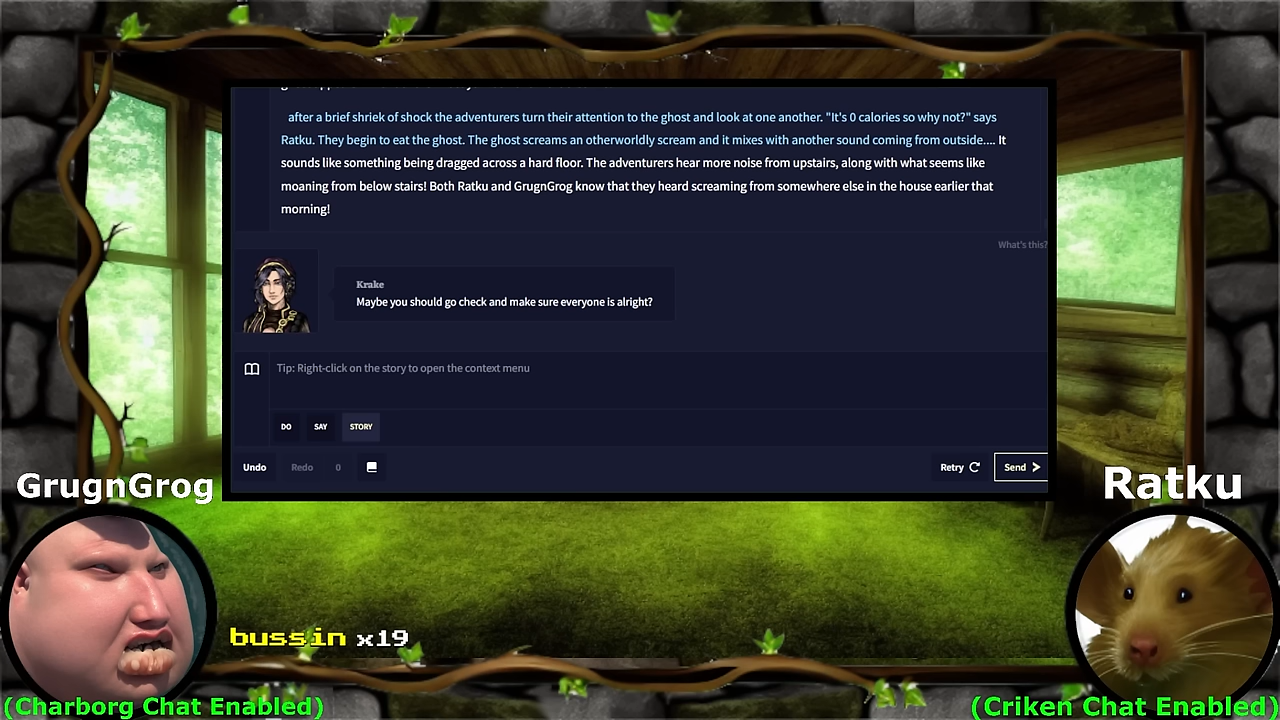 after a brief shriek of shock the adventurers turn their attention to the ghost and look at one another. "It's 0 calories so why not?" says
Ratku. They begin to eat the ghost. The ghost screams an otherworldly scream and it mixes with another sound coming from outside.... It
sounds like something being dragged across a hard floor. The adventurers hear more noise from upstairs, along with what seems like
moaning from below stairs! Both Ratku and GrugnGrog know that they heard screaming from somewhere else in the house earlier that
morning!
What's this?
Krake
Maybe you should go check and make sure everyone is alright?
Tip: Right-click on the story to open the context menu
DO SAY STORY
Undo Redo 0 Retry Send
GrugnGrog
Ratku
bussin x19
(Charborg Chat Enabled)
(Criken Chat Enabled)